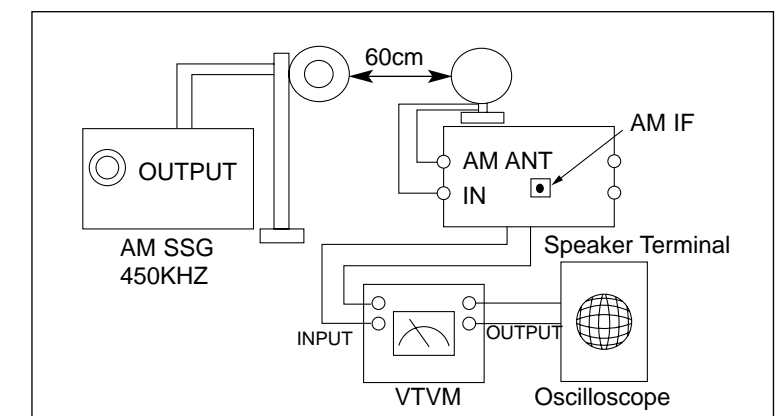 60cm
AM IF
OUTPUT
AM ANT
IN
AM SSG
450KHZ
Speaker Terminal
INPUT
OUTPUT
VTVM
Oscilloscope